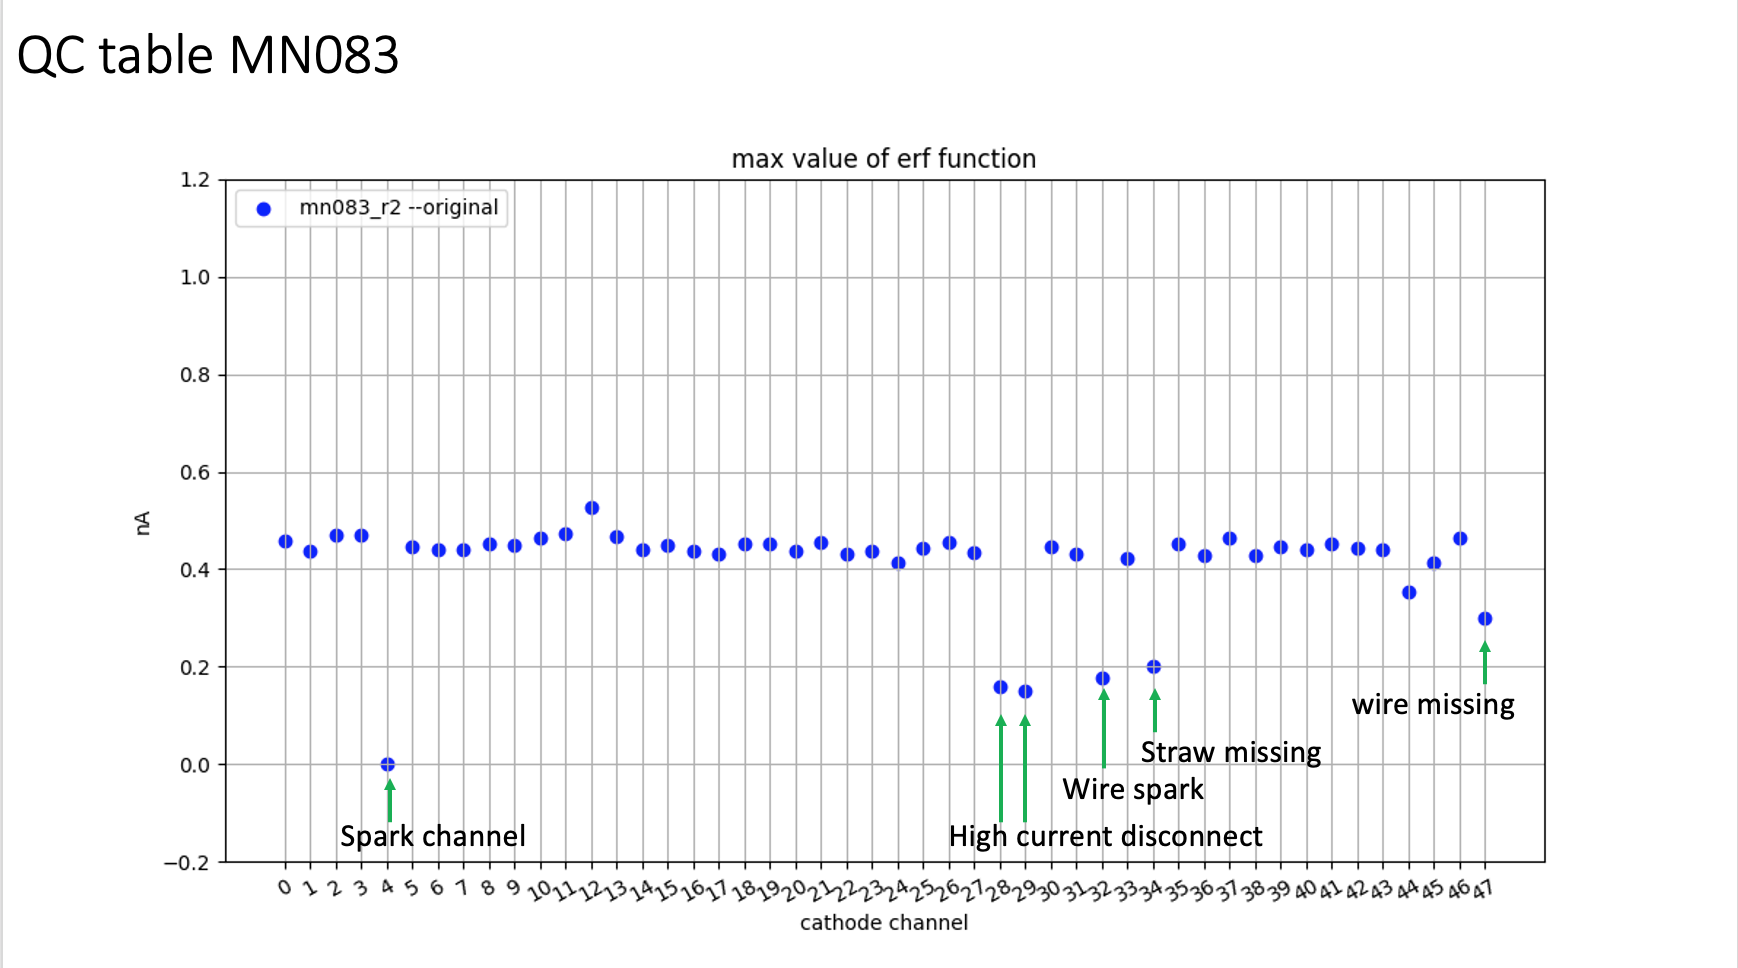 QC table MN083
max value of erf function
1.2
mn083_r2 --original
1.0
0.8
0.6
nA
0.4
0.2
wire missing
Straw missing
0.0
Wire spark
Spark channel
High current disconnect
−0.2
0 1 2 3 4 5 6 7 8 9 10 11 12 13 14 15 16 17 18 19 20 21 22 23 24 25 26 27 28 29 30 31 32 33 34 35 36 37 38 39 40 41 42 43 44 45 46 47
cathode channel